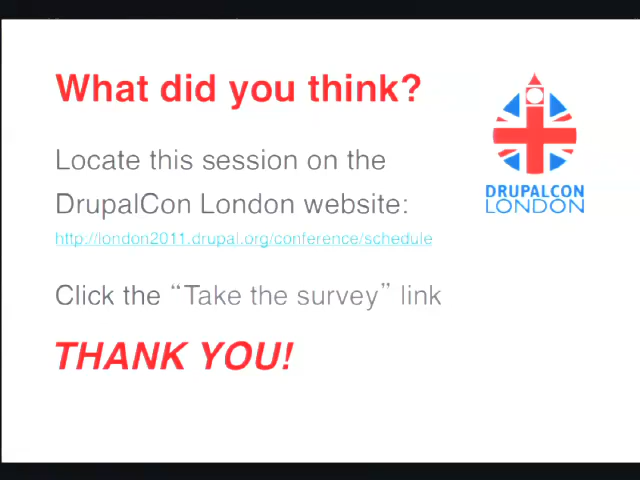 What did you think?
Locate this session on the
DrupalCon London website:
http://london2011.drupal.org/conference/schedule
Click the “Take the survey” link
THANK YOU!
DRUPALCON
LONDON